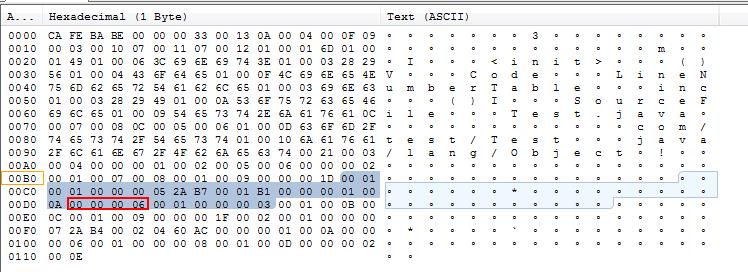 A... Hexadecimal (1 Byte) Text (ASCII)
0000 CA FE BA BE 00 00 00 33 00 13 0A 00 04 00 0F 09 ▫ ▫ ▫ ▫ ▫ ▫ ▫ 3 ▫ ▫ ▫ ▫ ▫ ▫ ▫ ▫
0010 00 03 00 10 07 00 11 07 00 12 01 00 01 6D 01 00 ▫ ▫ ▫ ▫ ▫ ▫ ▫ ▫ ▫ ▫ ▫ ▫ ▫ m ▫ ▫
0020 01 49 01 00 06 3C 69 6E 69 74 3E 01 00 03 28 29 ▫ I ▫ ▫ ▫ < i n i t > ▫ ▫ ▫ ( )
0030 56 01 00 04 43 6F 64 65 01 00 0F 4C 69 6E 65 4E V ▫ ▫ ▫ C o d e ▫ ▫ ▫ L i n e N
0040 75 6D 62 65 72 54 61 62 6C 65 01 00 03 69 6E 63 u m b e r T a b l e ▫ ▫ ▫ i n c
0050 01 00 03 28 29 49 01 00 0A 53 6F 75 72 63 65 46 ▫ ▫ ▫ ( ) I ▫ ▫ ▫ S o u r c e F
0060 69 6C 65 01 00 09 54 65 73 74 2E 6A 61 76 61 0C i l e ▫ ▫ ▫ T e s t . j a v a ▫
0070 00 07 00 08 0C 00 05 00 06 01 00 0D 63 6F 6D 2F ▫ ▫ ▫ ▫ ▫ ▫ ▫ ▫ ▫ ▫ ▫ ▫ c o m /
0080 74 65 73 74 2F 54 65 73 74 01 00 10 6A 61 76 61 t e s t / T e s t ▫ ▫ ▫ j a v a
0090 2F 6C 61 6E 67 2F 4F 62 6A 65 63 74 00 21 00 03 / l a n g / O b j e c t ▫ ! ▫ ▫
00A0 00 04 00 00 00 01 00 02 00 05 00 06 00 00 00 02 ▫ ▫ ▫ ▫ ▫ ▫ ▫ ▫ ▫ ▫ ▫ ▫ ▫ ▫ ▫ ▫
00B0 00 01 00 07 00 08 00 01 00 09 00 00 00 1D 00 01 ▫ ▫ ▫ ▫ ▫ ▫ ▫ ▫ ▫ ▫ ▫ ▫ ▫ ▫ ▫ ▫
00C0 00 01 00 00 00 05 2A B7 00 01 B1 00 00 00 01 00 ▫ ▫ ▫ ▫ ▫ ▫ * ▫ ▫ ▫ ▫ ▫ ▫ ▫ ▫ ▫
00D0 0A 00 00 00 06 00 01 00 00 00 03 00 01 00 0B 00 ▫ ▫ ▫ ▫ ▫ ▫ ▫ ▫ ▫ ▫ ▫ ▫ ▫ ▫ ▫ ▫
00E0 0C 00 01 00 09 00 00 00 1F 00 02 00 01 00 00 00 ▫ ▫ ▫ ▫ ▫ ▫ ▫ ▫ ▫ ▫ ▫ ▫ ▫ ▫ ▫ ▫
00F0 07 2A B4 00 02 04 60 AC 00 00 00 01 00 0A 00 00 ▫ * ▫ ▫ ▫ ▫ ` ▫ ▫ ▫ ▫ ▫ ▫ ▫ ▫ ▫
0100 00 06 00 01 00 00 00 08 00 01 00 0D 00 00 00 02 ▫ ▫ ▫ ▫ ▫ ▫ ▫ ▫ ▫ ▫ ▫ ▫ ▫ ▫ ▫ ▫
0110 00 0E ▫ ▫